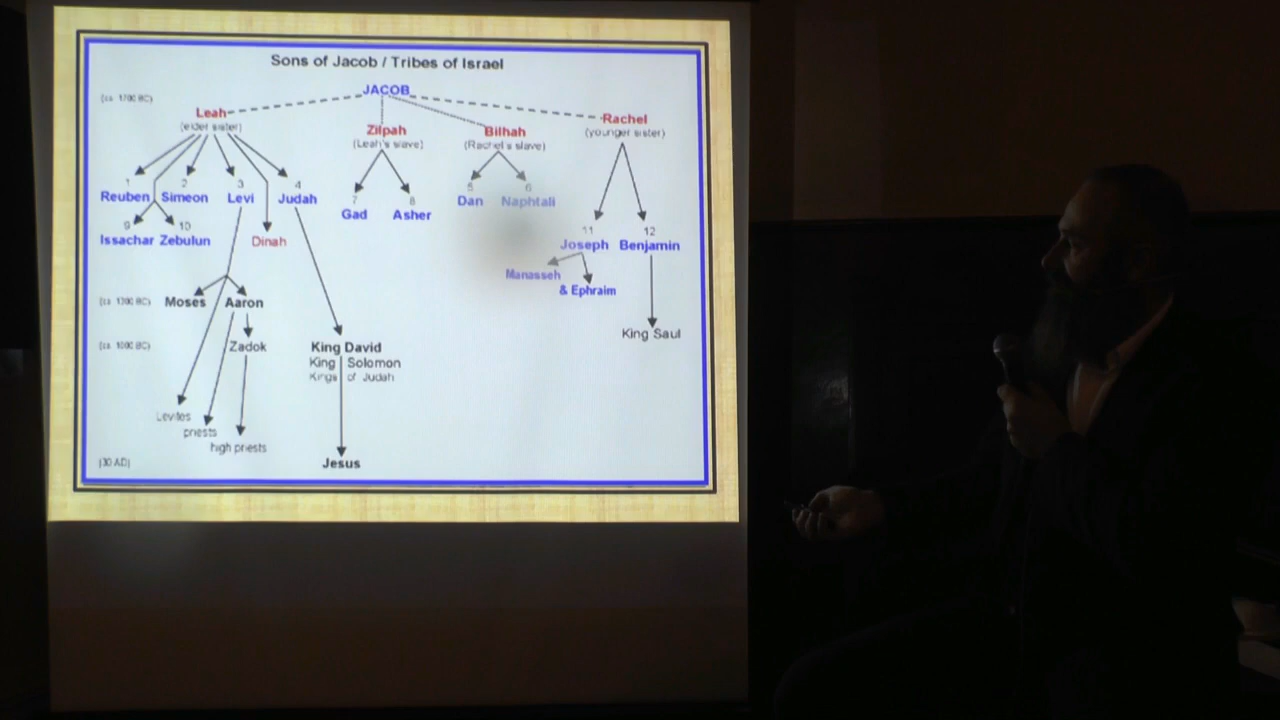 Sons of Jacob / Tribes of Israel
(ca. 1700 BC)
JACOB
Leah
(elder sister)
Zilpah
(Leah's slave)
Bilhah
(Rachel's slave)
Rachel
(younger sister)
1 2 3 4
Reuben Simeon Levi Judah
7 8
Gad Asher
5 6
Dan Naphtali
9 10
Issachar Zebulun
Dinah
11 12
Joseph Benjamin
Manasseh
& Ephraim
(ca. 1300 BC)
Moses Aaron
King Saul
(ca. 1000 BC)
Zadok
King David
King Solomon
Kings of Judah
Levites
priests
high priests
(30 AD)
Jesus